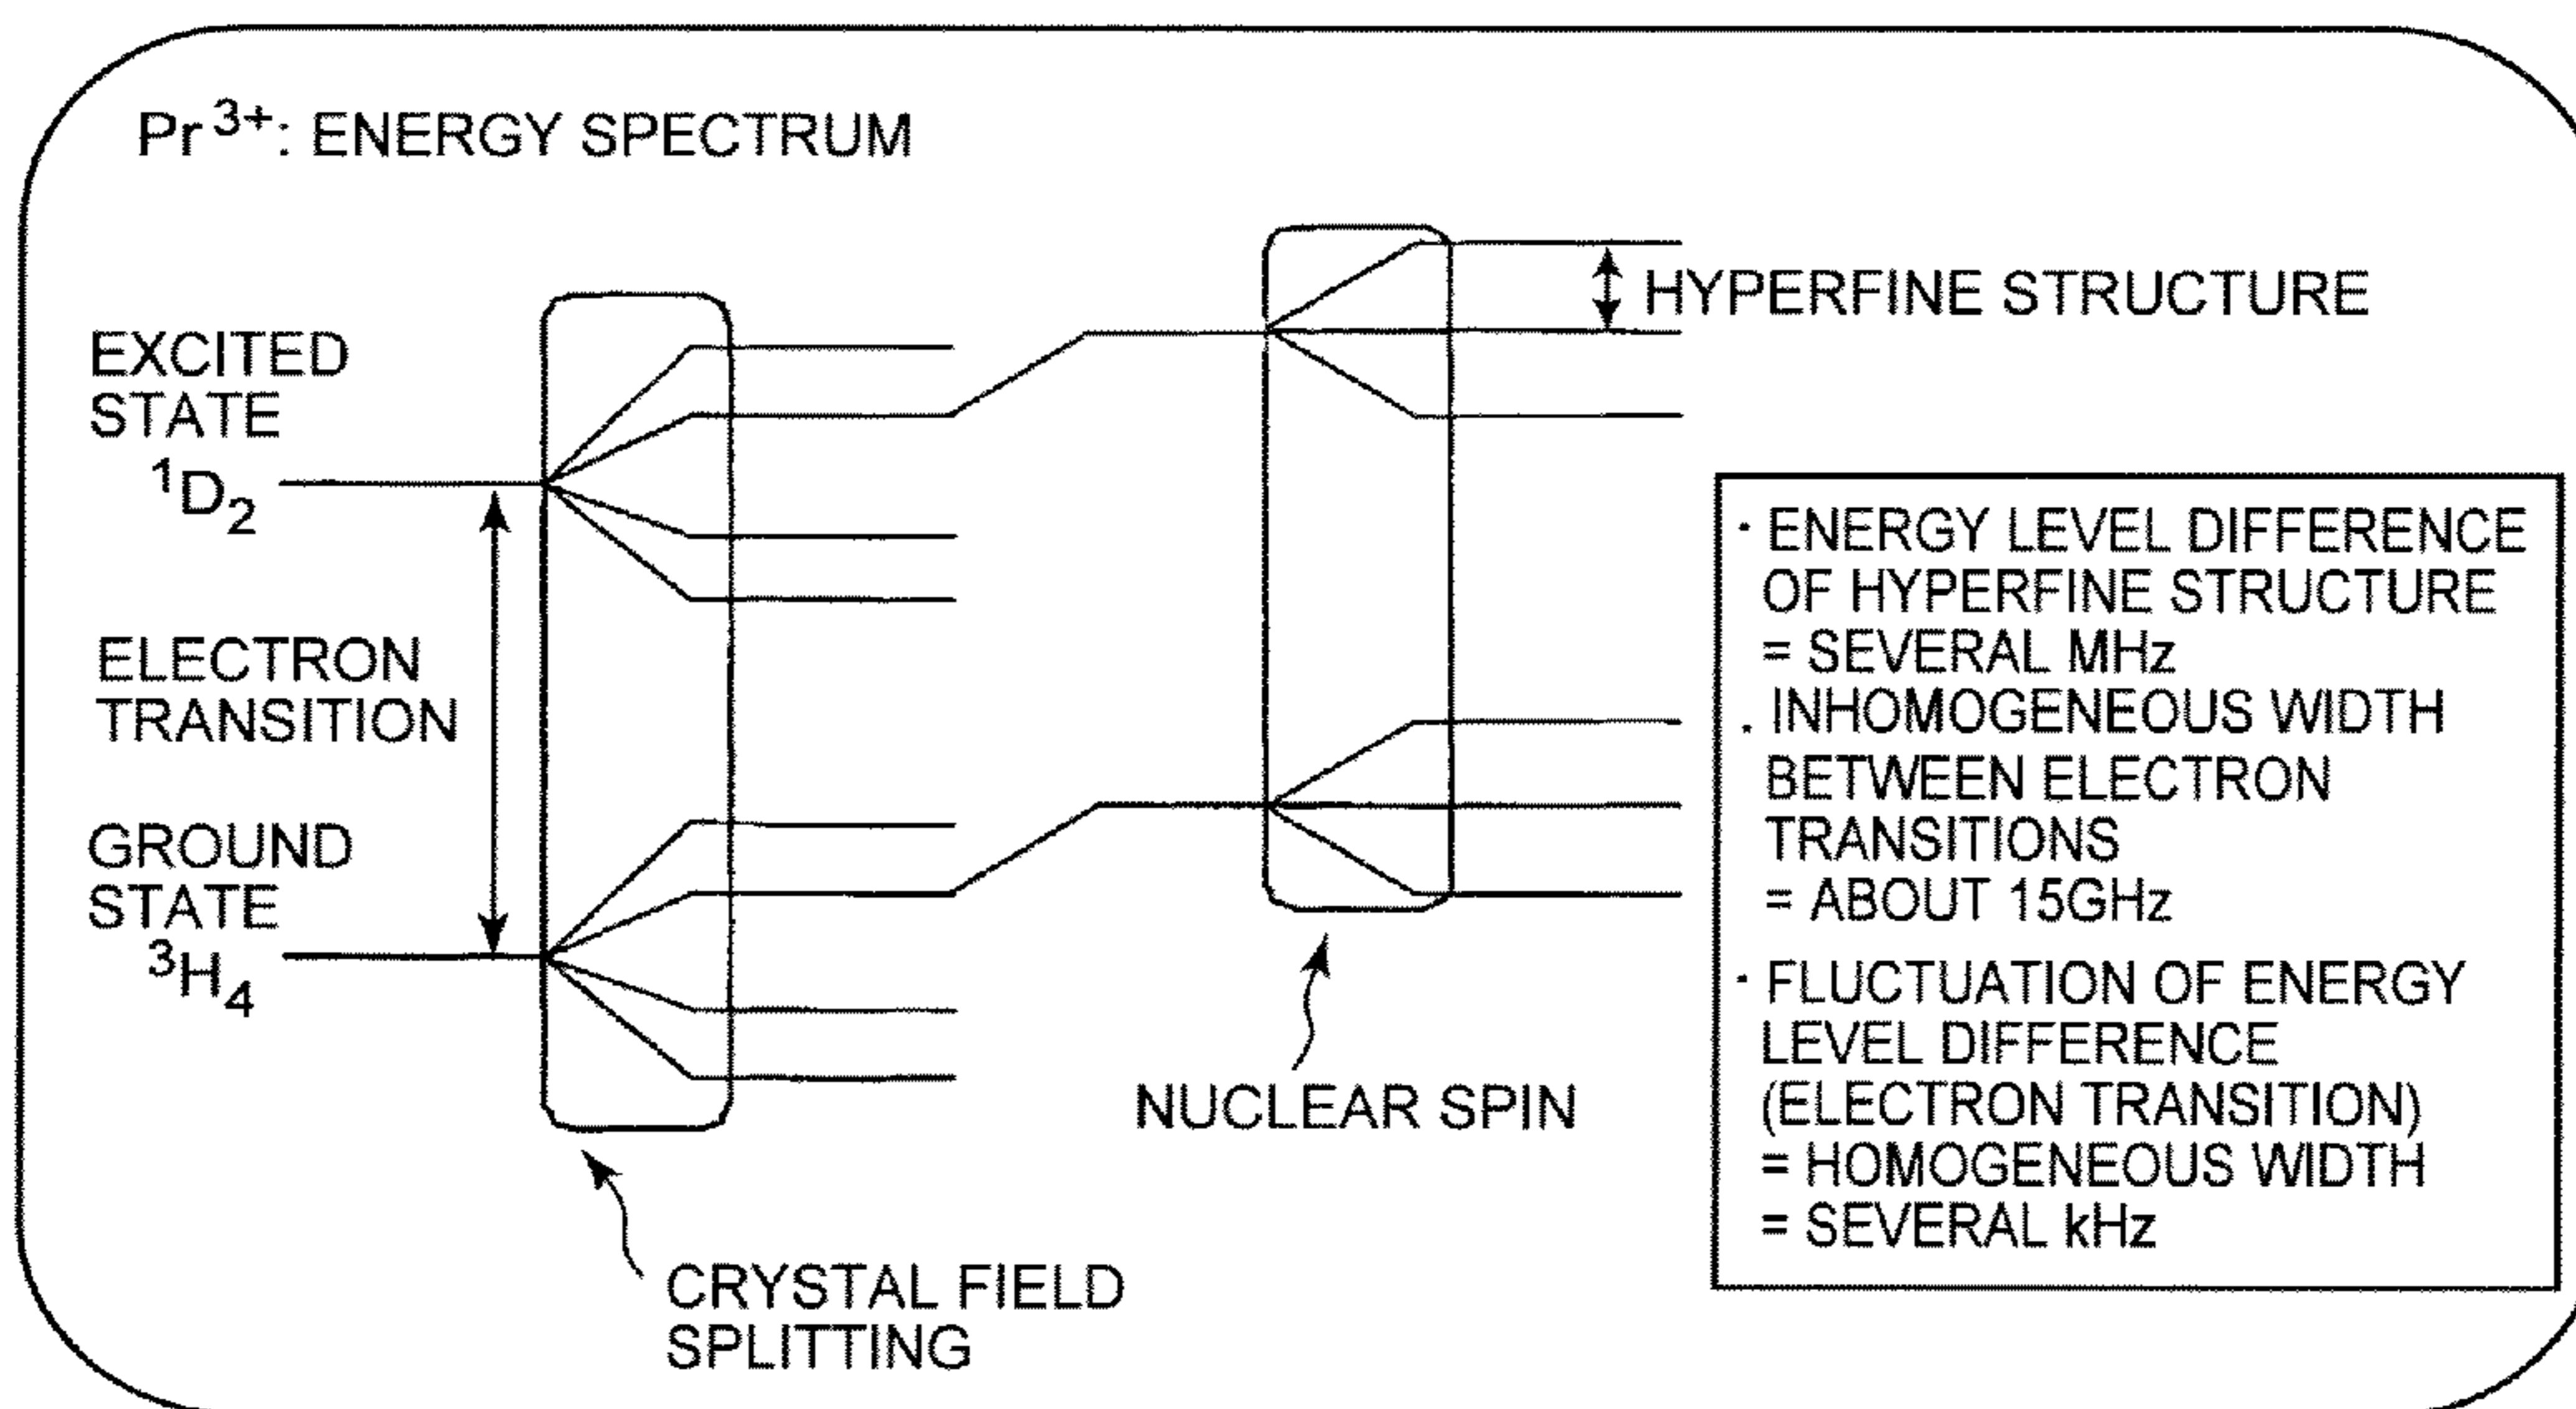 Pr³⁺: ENERGY SPECTRUM
HYPERFINE STRUCTURE
EXCITED
STATE
¹D₂
ELECTRON
TRANSITION
GROUND
STATE
³H₄
NUCLEAR SPIN
CRYSTAL FIELD
SPLITTING
· ENERGY LEVEL DIFFERENCE
OF HYPERFINE STRUCTURE
= SEVERAL MHz
. INHOMOGENEOUS WIDTH
BETWEEN ELECTRON
TRANSITIONS
= ABOUT 15GHz
· FLUCTUATION OF ENERGY
LEVEL DIFFERENCE
(ELECTRON TRANSITION)
= HOMOGENEOUS WIDTH
= SEVERAL kHz